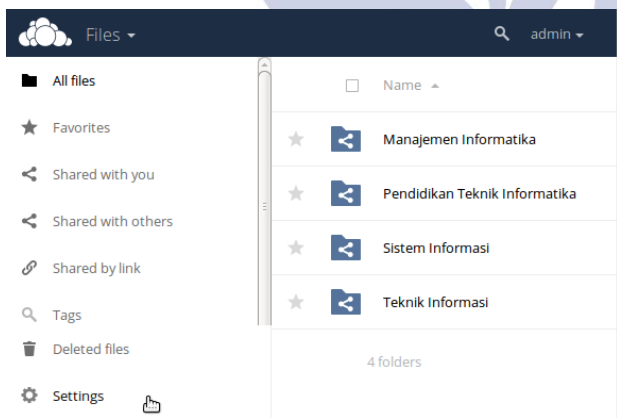 Files
admin
All files
Favorites
Shared with you
Shared with others
Shared by link
Tags
Deleted files
Settings
Name
Manajemen Informatika
Pendidikan Teknik Informatika
Sistem Informasi
Teknik Informasi
4 folders